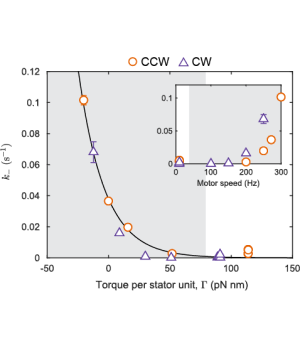 CCW CW
0.12
0.1
0.08
0.06
0.04
0.02
0
k₋ (s⁻¹)
-50 0 50 100 150
Torque per stator unit, Γ (pN nm)
0.1
0.05
0
0 100 200 300
Motor speed (Hz)